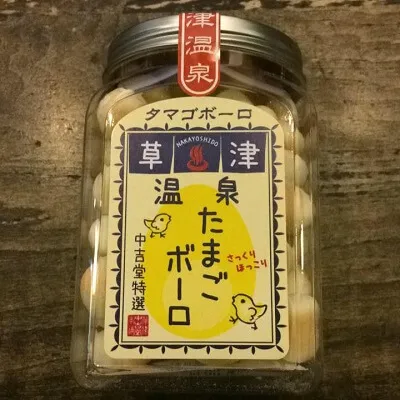 津温泉
タマゴボーロ
NAKAYOSHIDO
草津
温泉
たまご
ボーロ
さっくり
ほっこり
中吉堂特選